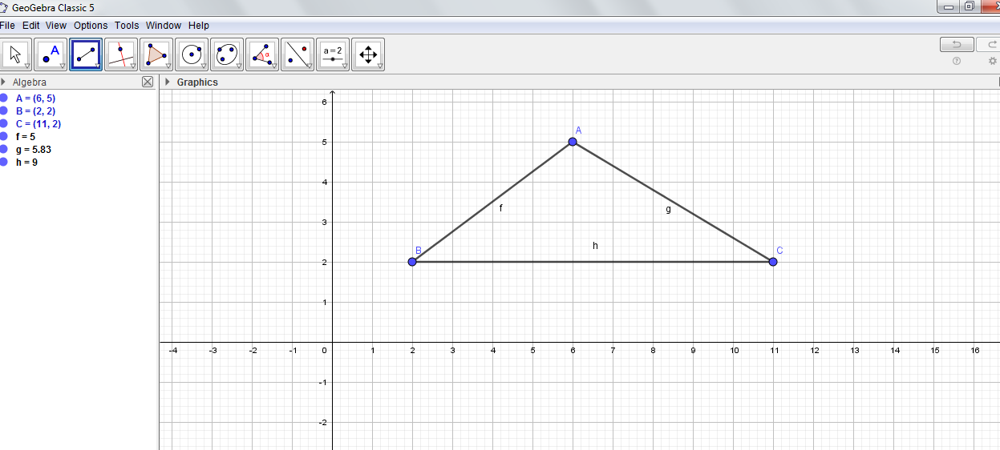 GeoGebra Classic 5
File Edit View Options Tools Window Help
A α a = 2
Algebra
Graphics
A = (6, 5)
B = (2, 2)
C = (11, 2)
f = 5
g = 5.83
h = 9
6
A
5
4
f
g
3
h
B
C
2
1
-4 -3 -2 -1 0 1 2 3 4 5 6 7 8 9 10 11 12 13 14 15 16
-1
-2